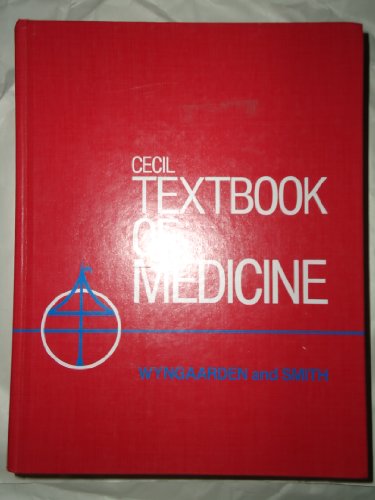 CECIL
TEXTBOOK
OF
MEDICINE
WYNGAARDEN and SMITH